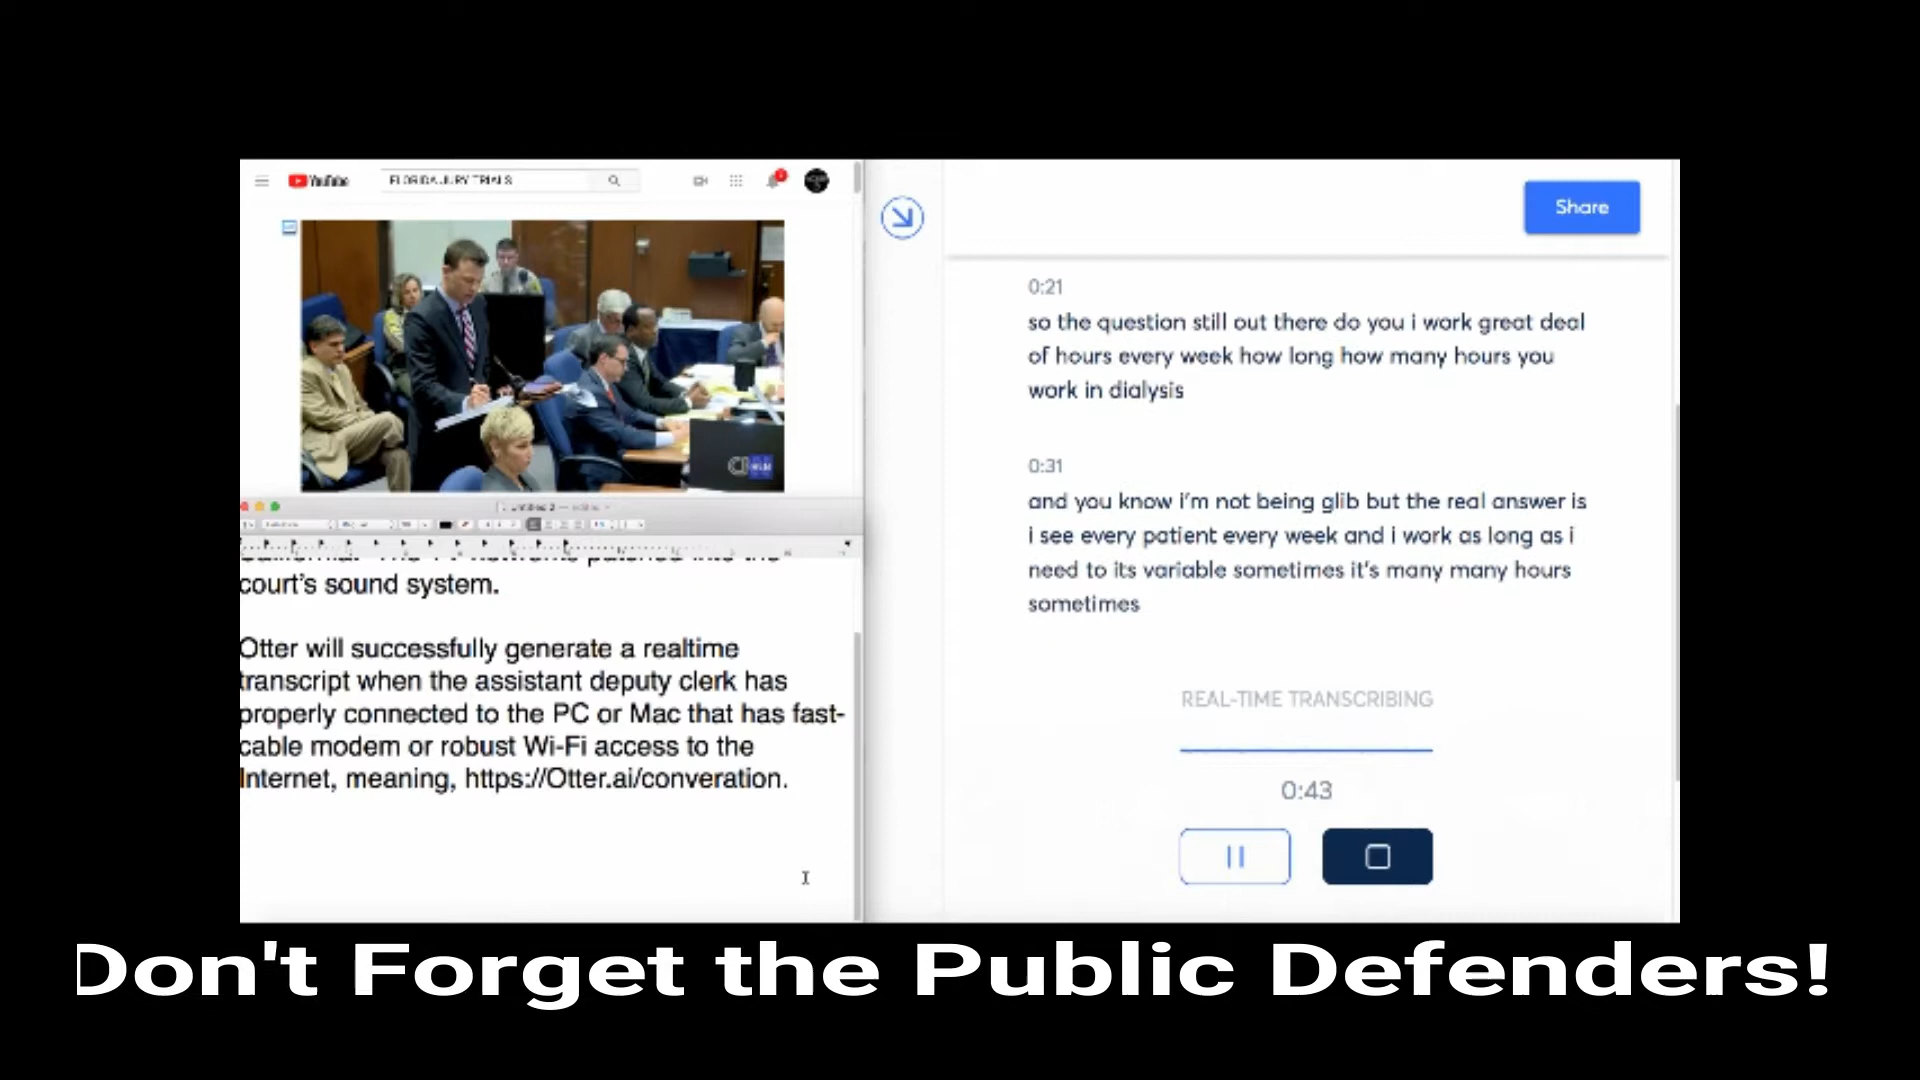 YouTube
FLORIDA JURY TRIALS
Share
0:21
so the question still out there do you i work great deal
of hours every week how long how many hours you
work in dialysis
0:31
and you know i'm not being glib but the real answer is
i see every patient every week and i work as long as i
need to its variable sometimes it's many many hours
sometimes
REAL-TIME TRANSCRIBING
0:43
HLN
court's sound system.
Otter will successfully generate a realtime
transcript when the assistant deputy clerk has
properly connected to the PC or Mac that has fast-
cable modem or robust Wi-Fi access to the
Internet, meaning, https://Otter.ai/converation.
Don't Forget the Public Defenders!